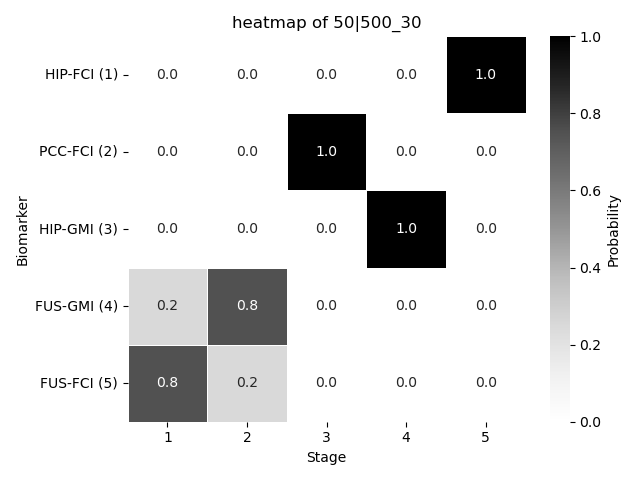 heatmap of 50|500_30
Biomarker
HIP-FCI (1) 0.0 0.0 0.0 0.0 1.0
PCC-FCI (2) 0.0 0.0 1.0 0.0 0.0
HIP-GMI (3) 0.0 0.0 0.0 1.0 0.0
FUS-GMI (4) 0.2 0.8 0.0 0.0 0.0
FUS-FCI (5) 0.8 0.2 0.0 0.0 0.0
1 2 3 4 5
Stage
1.0
0.8
0.6
0.4
0.2
0.0
Probability